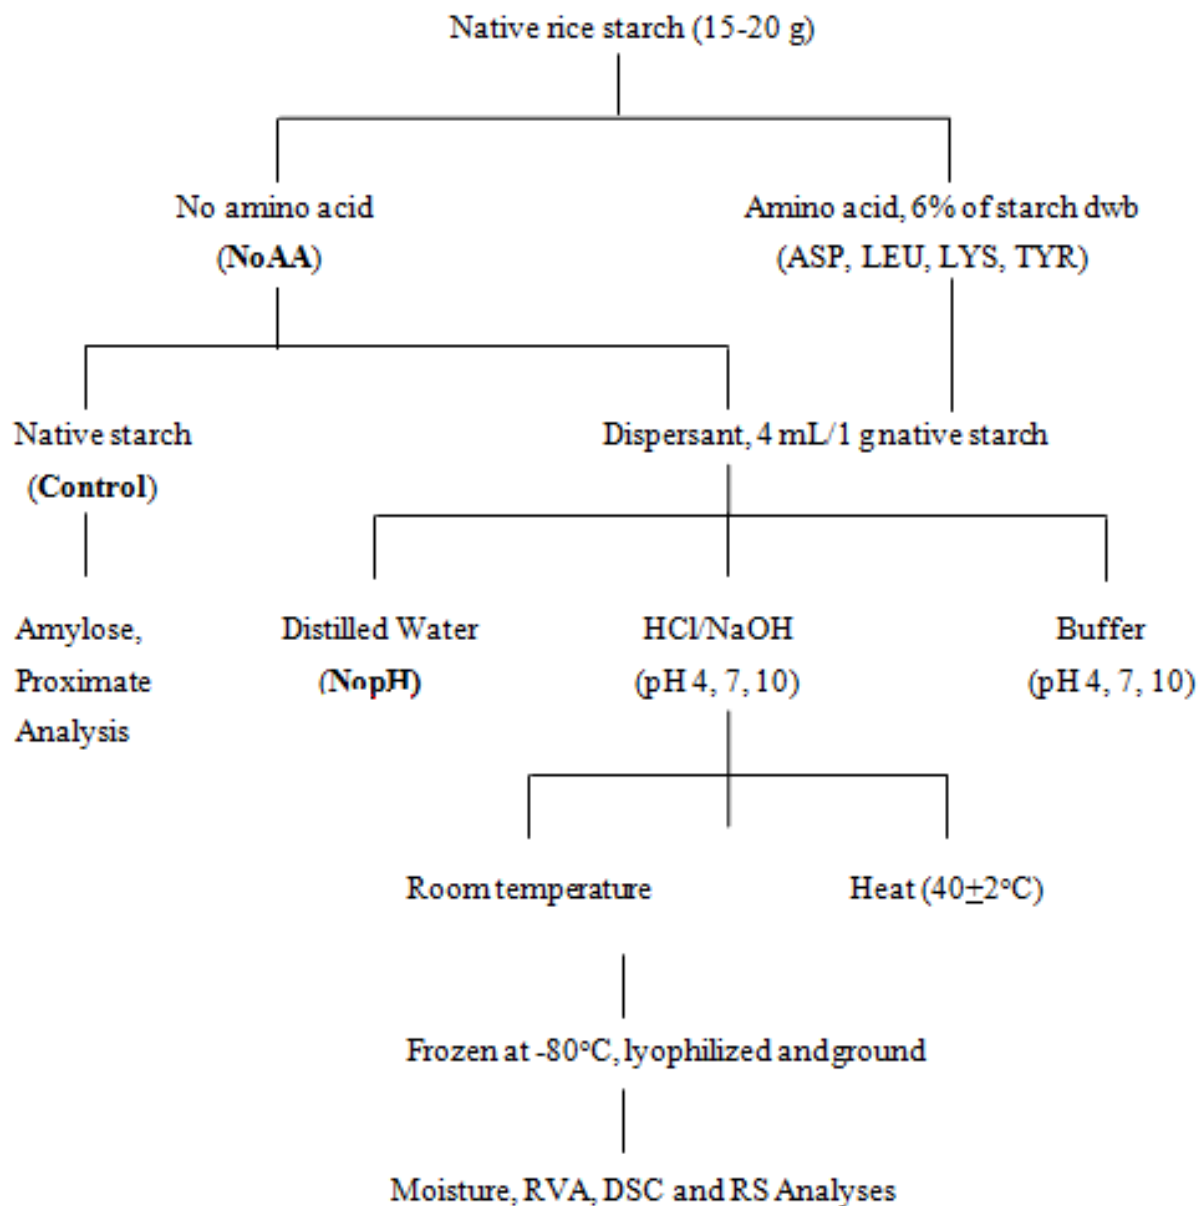 Native rice starch (15-20 g)
No amino acid
(NoAA)
Amino acid, 6% of starch dwb
(ASP, LEU, LYS, TYR)
Native starch
(Control)
Dispersant, 4 mL/1 g native starch
Amylose,
Proximate
Analysis
Distilled Water
(NopH)
HCl/NaOH
(pH 4, 7, 10)
Buffer
(pH 4, 7, 10)
Room temperature
Heat (40±2°C)
Frozen at -80°C, lyophilized and ground
Moisture, RVA, DSC and RS Analyses